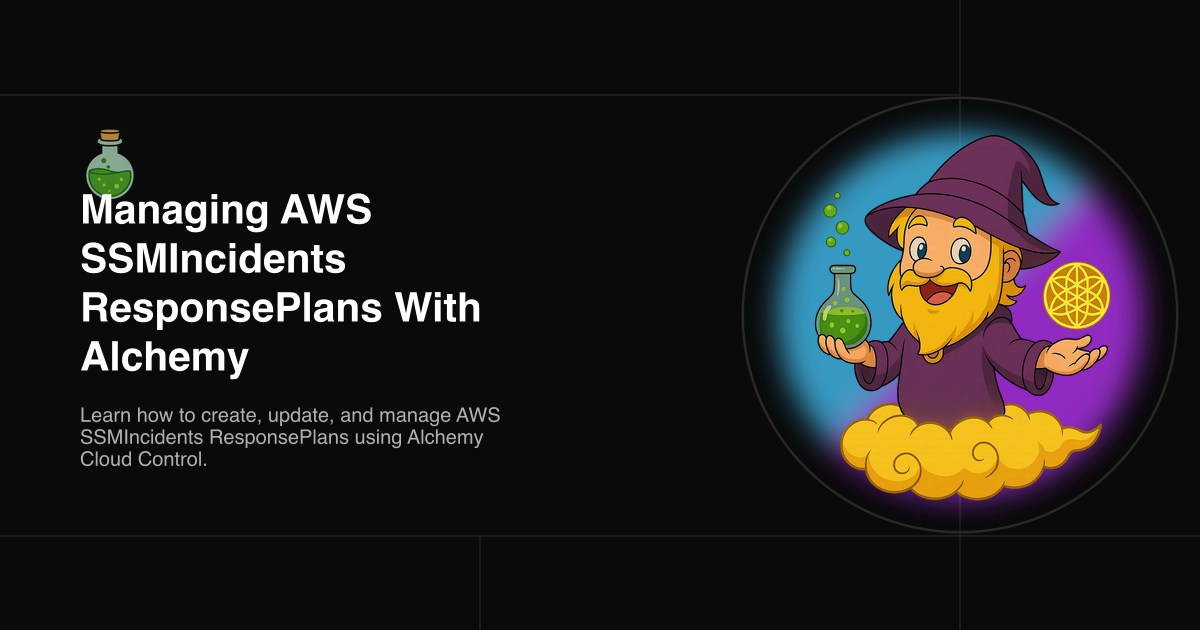 Managing AWS
SSMIncidents
ResponsePlans With
Alchemy
Learn how to create, update, and manage AWS
SSMIncidents ResponsePlans using Alchemy
Cloud Control.